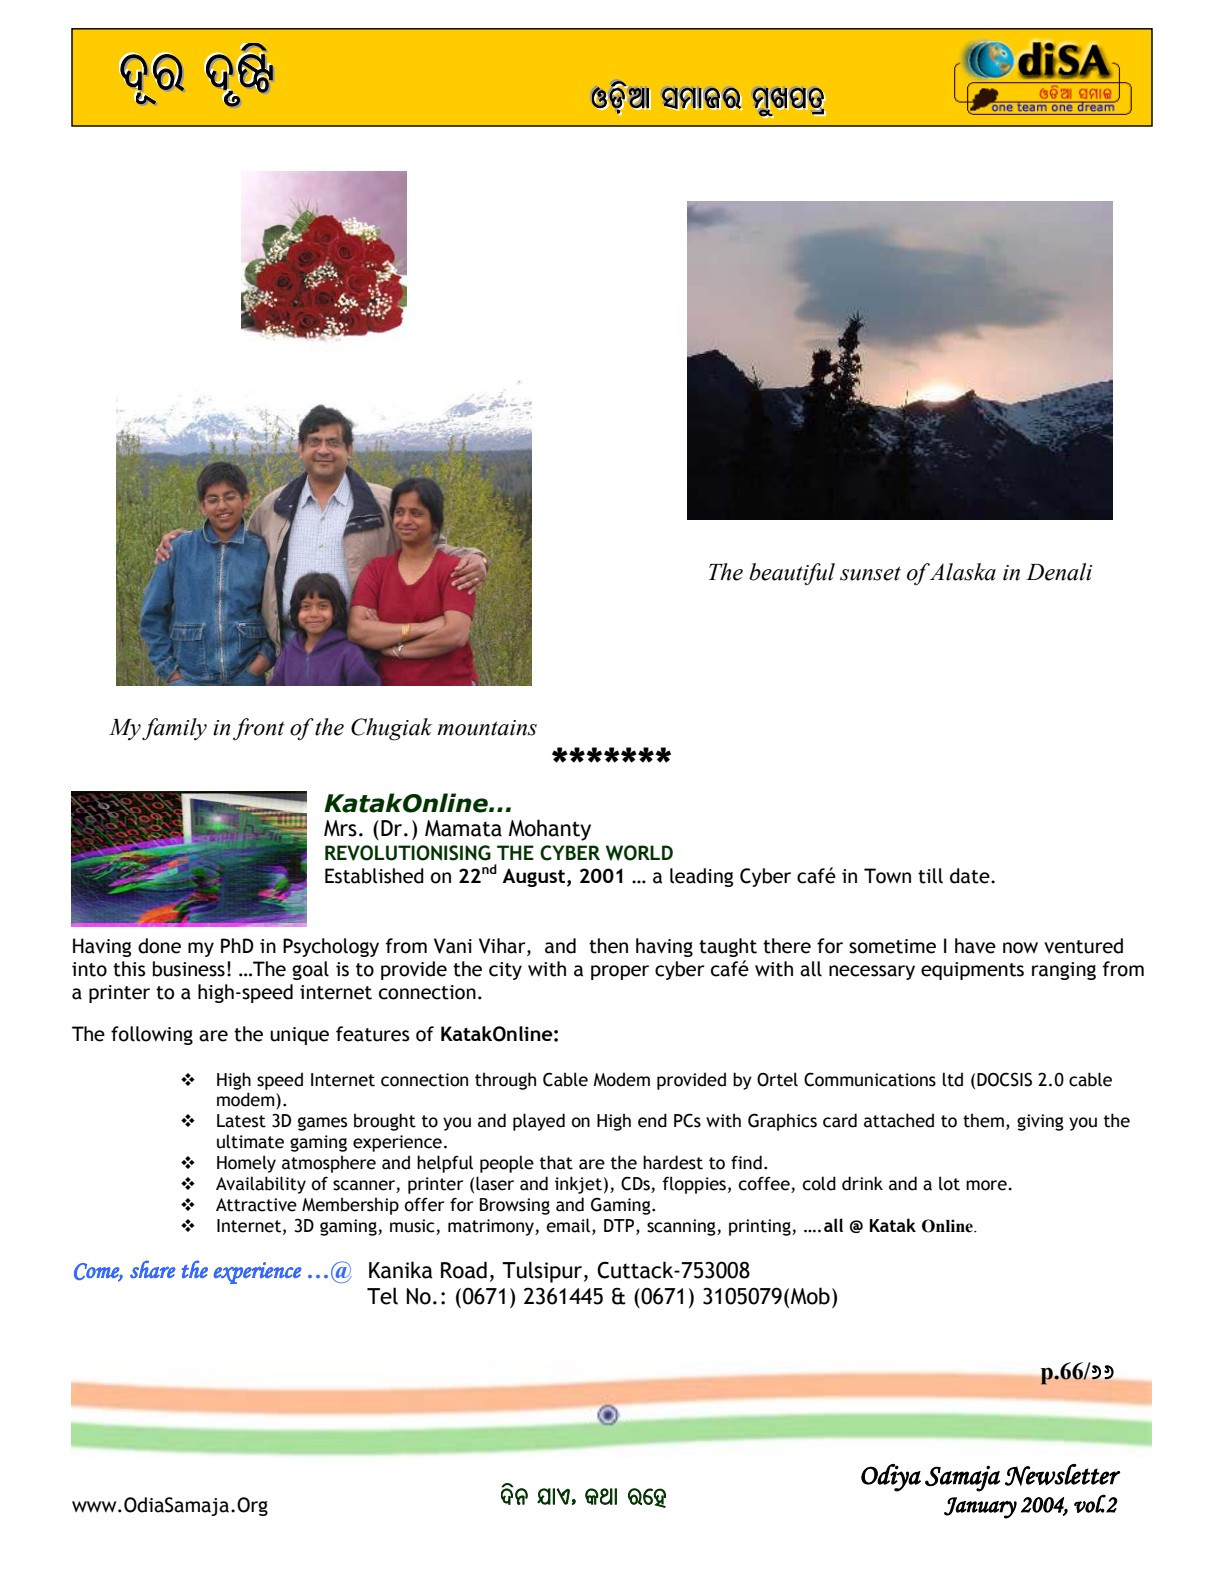 ଦୂର ଦୃଷ୍ଟି
ଓଡ଼ିଆ ସମାଜର ମୁଖପତ୍ର
OdiSA
ଓଡିଆ ସମାଜ
one team one dream
The beautiful sunset of Alaska in Denali
My family in front of the Chugiak mountains
*******
KatakOnline…
Mrs. (Dr.) Mamata Mohanty
REVOLUTIONISING THE CYBER WORLD
Established on 22nd August, 2001 … a leading Cyber café in Town till date.
Having done my PhD in Psychology from Vani Vihar, and then having taught there for sometime I have now ventured
into this business! …The goal is to provide the city with a proper cyber café with all necessary equipments ranging from
a printer to a high-speed internet connection.
The following are the unique features of KatakOnline:
❖ High speed Internet connection through Cable Modem provided by Ortel Communications ltd (DOCSIS 2.0 cable
modem).
❖ Latest 3D games brought to you and played on High end PCs with Graphics card attached to them, giving you the
ultimate gaming experience.
❖ Homely atmosphere and helpful people that are the hardest to find.
❖ Availability of scanner, printer (laser and inkjet), CDs, floppies, coffee, cold drink and a lot more.
❖ Attractive Membership offer for Browsing and Gaming.
❖ Internet, 3D gaming, music, matrimony, email, DTP, scanning, printing, ….all @ Katak Online.
Come, share the experience …@ Kanika Road, Tulsipur, Cuttack-753008
Tel No.: (0671) 2361445 & (0671) 3105079(Mob)
p.66/୬୬
Odiya Samaja Newsletter
www.OdiaSamaja.Org
ଦିନ ଯାଏ, କଥା ରହେ
January 2004, vol.2